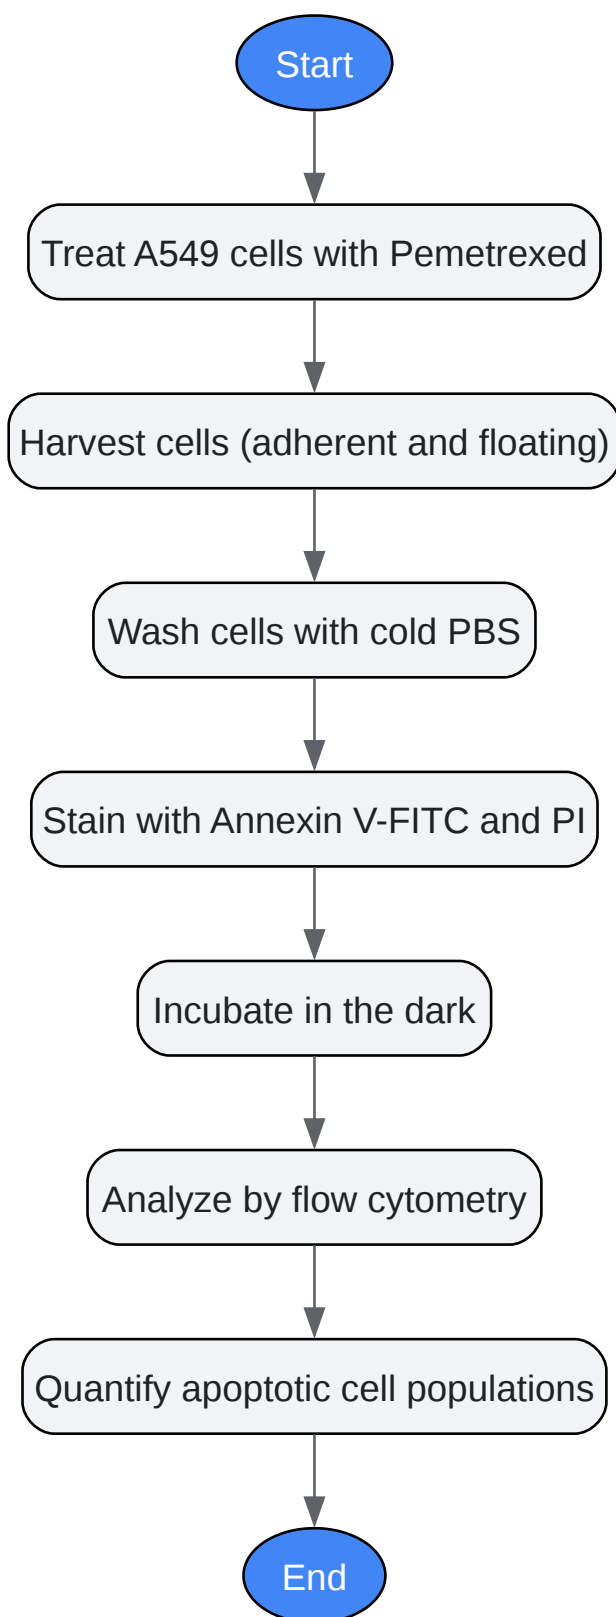 Start
Treat A549 cells with Pemetrexed
Harvest cells (adherent and floating)
Wash cells with cold PBS
Stain with Annexin V-FITC and PI
Incubate in the dark
Analyze by flow cytometry
Quantify apoptotic cell populations
End